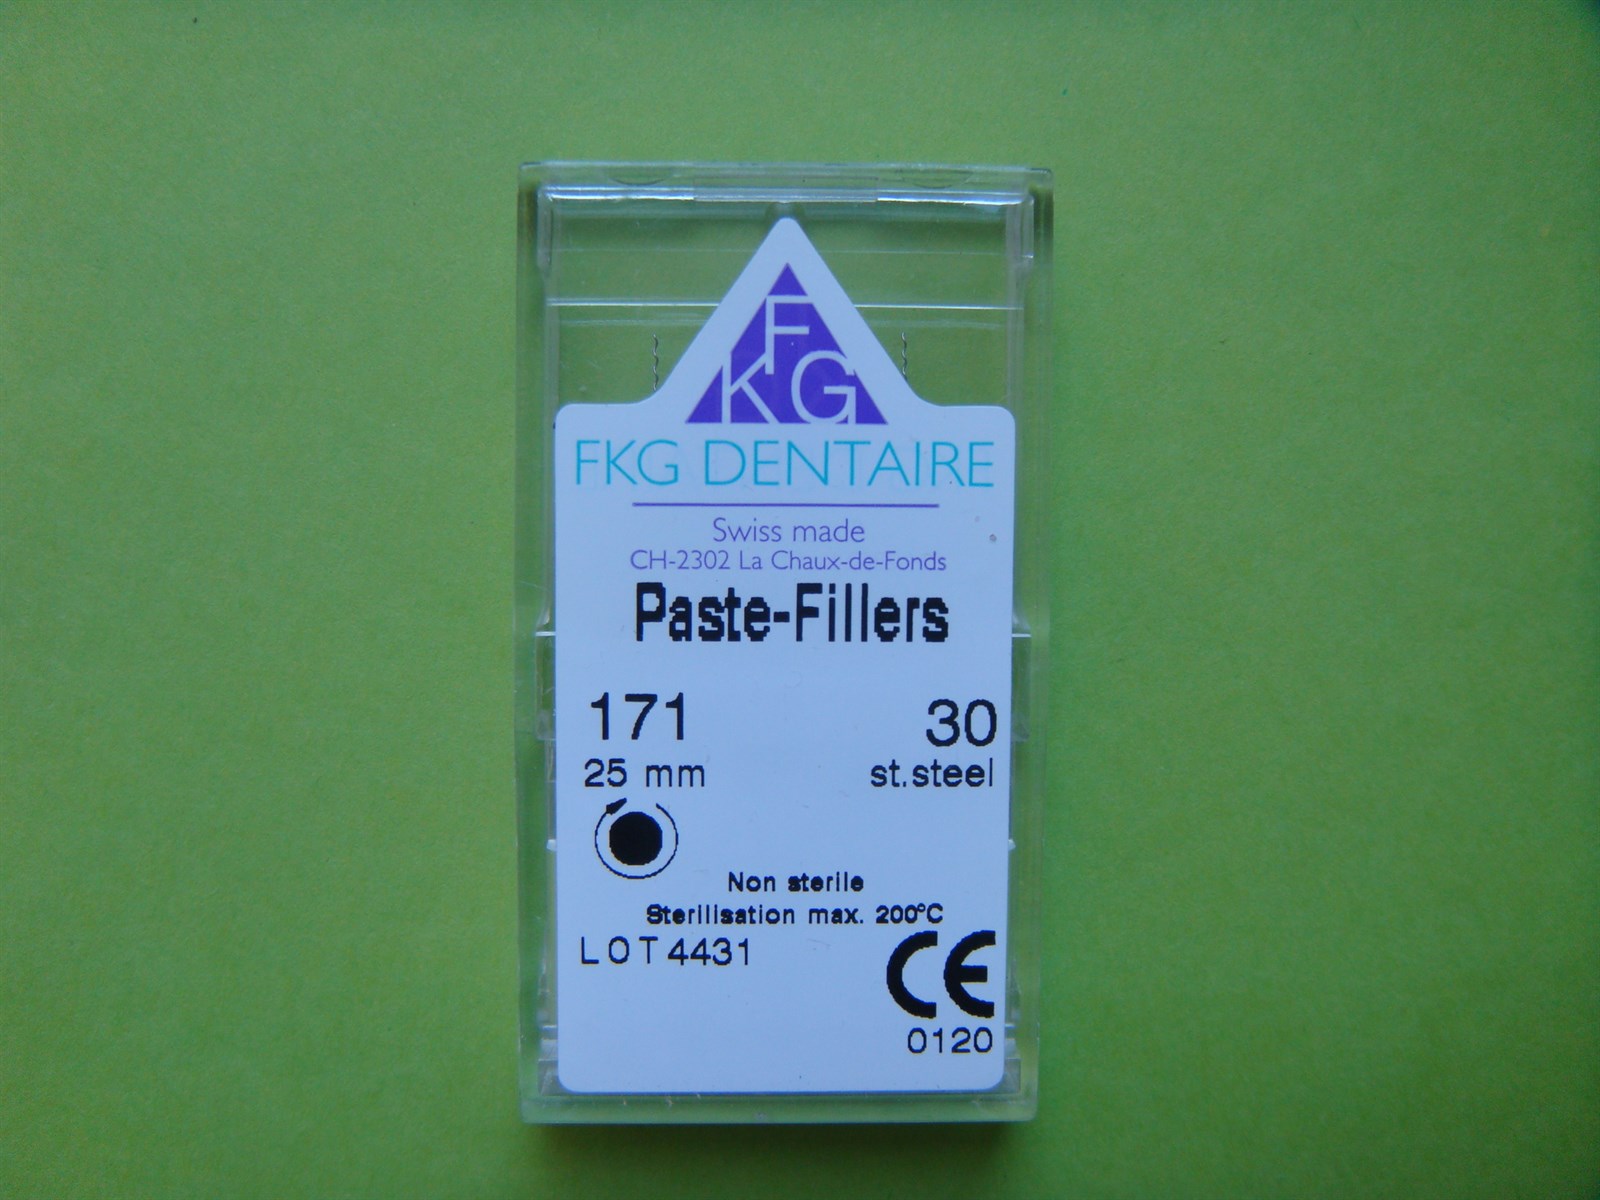 FKG
FKG DENTAIRE
Swiss made
CH-2302 La Chaux-de-Fonds
Paste-Fillers
171 30
25 mm st.steel
Non sterile
Sterilisation max. 200°C
LOT 4431
CE
0120